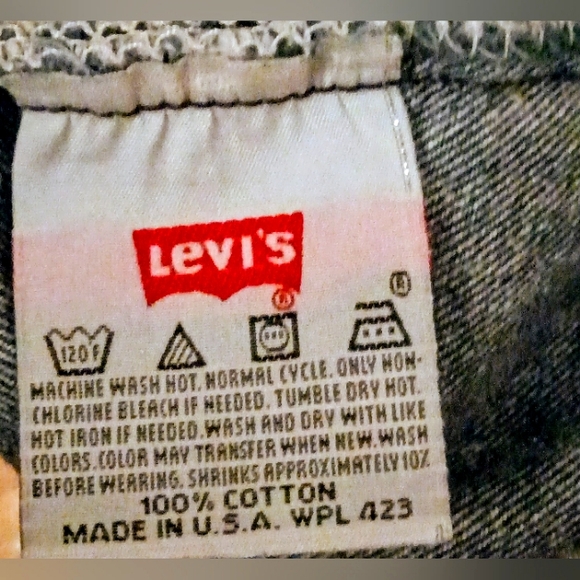 Levi's
®
®
120 F
MACHINE WASH HOT. NORMAL CYCLE. ONLY NON-
CHLORINE BLEACH IF NEEDED. TUMBLE DRY HOT.
HOT IRON IF NEEDED. WASH AND DRY WITH LIKE
COLORS. COLOR MAY TRANSFER WHEN NEW. WASH
BEFORE WEARING. SHRINKS APPROXIMATELY 10%
100% COTTON
MADE IN U.S.A. WPL 423